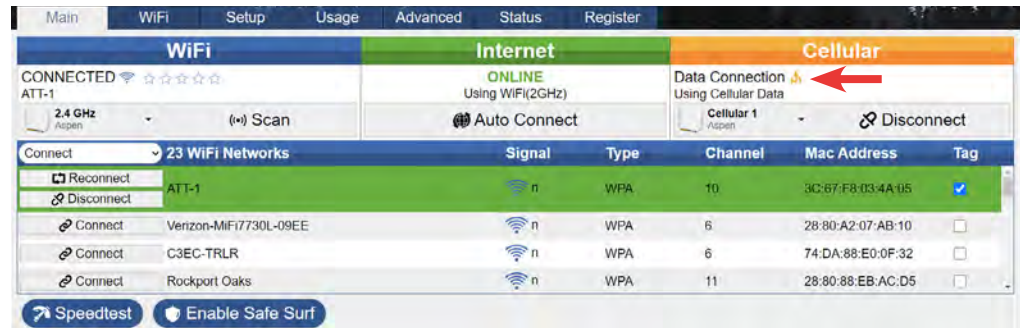 Main WiFi Setup Usage Advanced Status Register
WiFi Internet Cellular
CONNECTED ONLINE Data Connection
ATT-1 Using WiFi(2GHz) Using Cellular Data
2.4 GHz Scan Auto Connect Cellular 1 Disconnect
Aspen Aspen
Connect 23 WiFi Networks Signal Type Channel Mac Address Tag
Reconnect
ATT-1 n WPA 10 3C:67:F8:03:4A:05
Disconnect
Connect Verizon-MiFi7730L-09EE n WPA 6 28:80:A2:07:AB:10
Connect C3EC-TRLR n WPA 6 74:DA:88:E0:0F:32
Connect Rockport Oaks n WPA 11 28:80:88:EB:AC:D5
Speedtest Enable Safe Surf